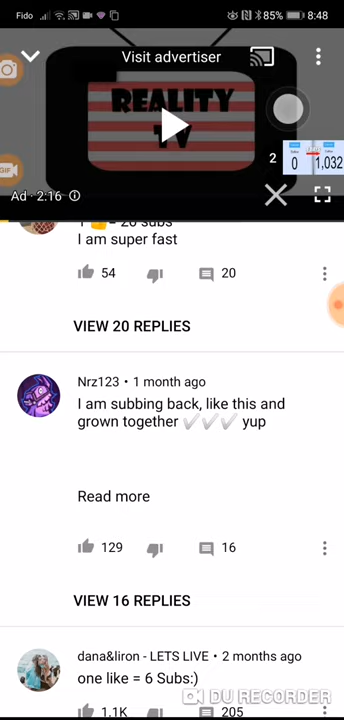 Fido 85% 8:48
Visit advertiser
REALITY
TV
2
0 1,032
Ad · 2:16
= 20 subs
I am super fast
54 20
VIEW 20 REPLIES
Nrz123 • 1 month ago
I am subbing back, like this and
grown together ✓✓✓ yup
Read more
129 16
VIEW 16 REPLIES
dana&liron - LETS LIVE • 2 months ago
one like = 6 Subs:)
DU RECORDER
1.1K 205
GIF